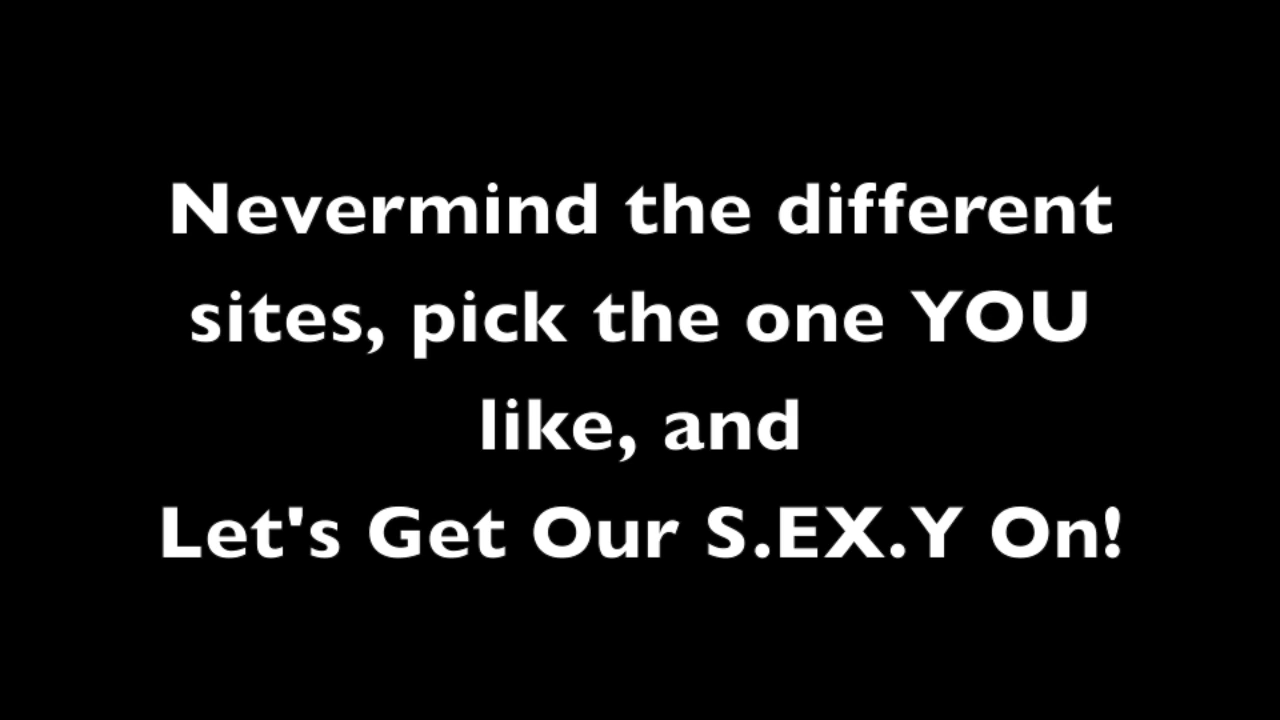 Nevermind the different
sites, pick the one YOU
like, and
Let's Get Our S.EX.Y On!